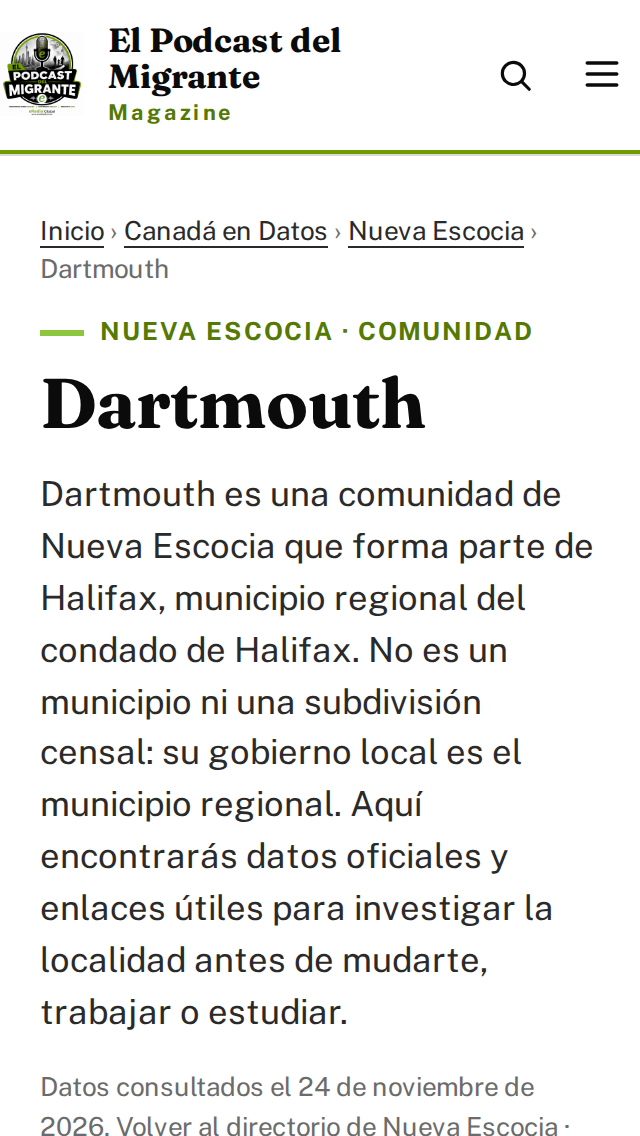 EL
PODCAST
DEL
MIGRANTE
El Podcast del
Migrante
Magazine
Inicio › Canadá en Datos › Nueva Escocia ›
Dartmouth
NUEVA ESCOCIA · COMUNIDAD
Dartmouth
Dartmouth es una comunidad de
Nueva Escocia que forma parte de
Halifax, municipio regional del
condado de Halifax. No es un
municipio ni una subdivisión
censal: su gobierno local es el
municipio regional. Aquí
encontrarás datos oficiales y
enlaces útiles para investigar la
localidad antes de mudarte,
trabajar o estudiar.
Datos consultados el 24 de noviembre de
2026. Volver al directorio de Nueva Escocia ·